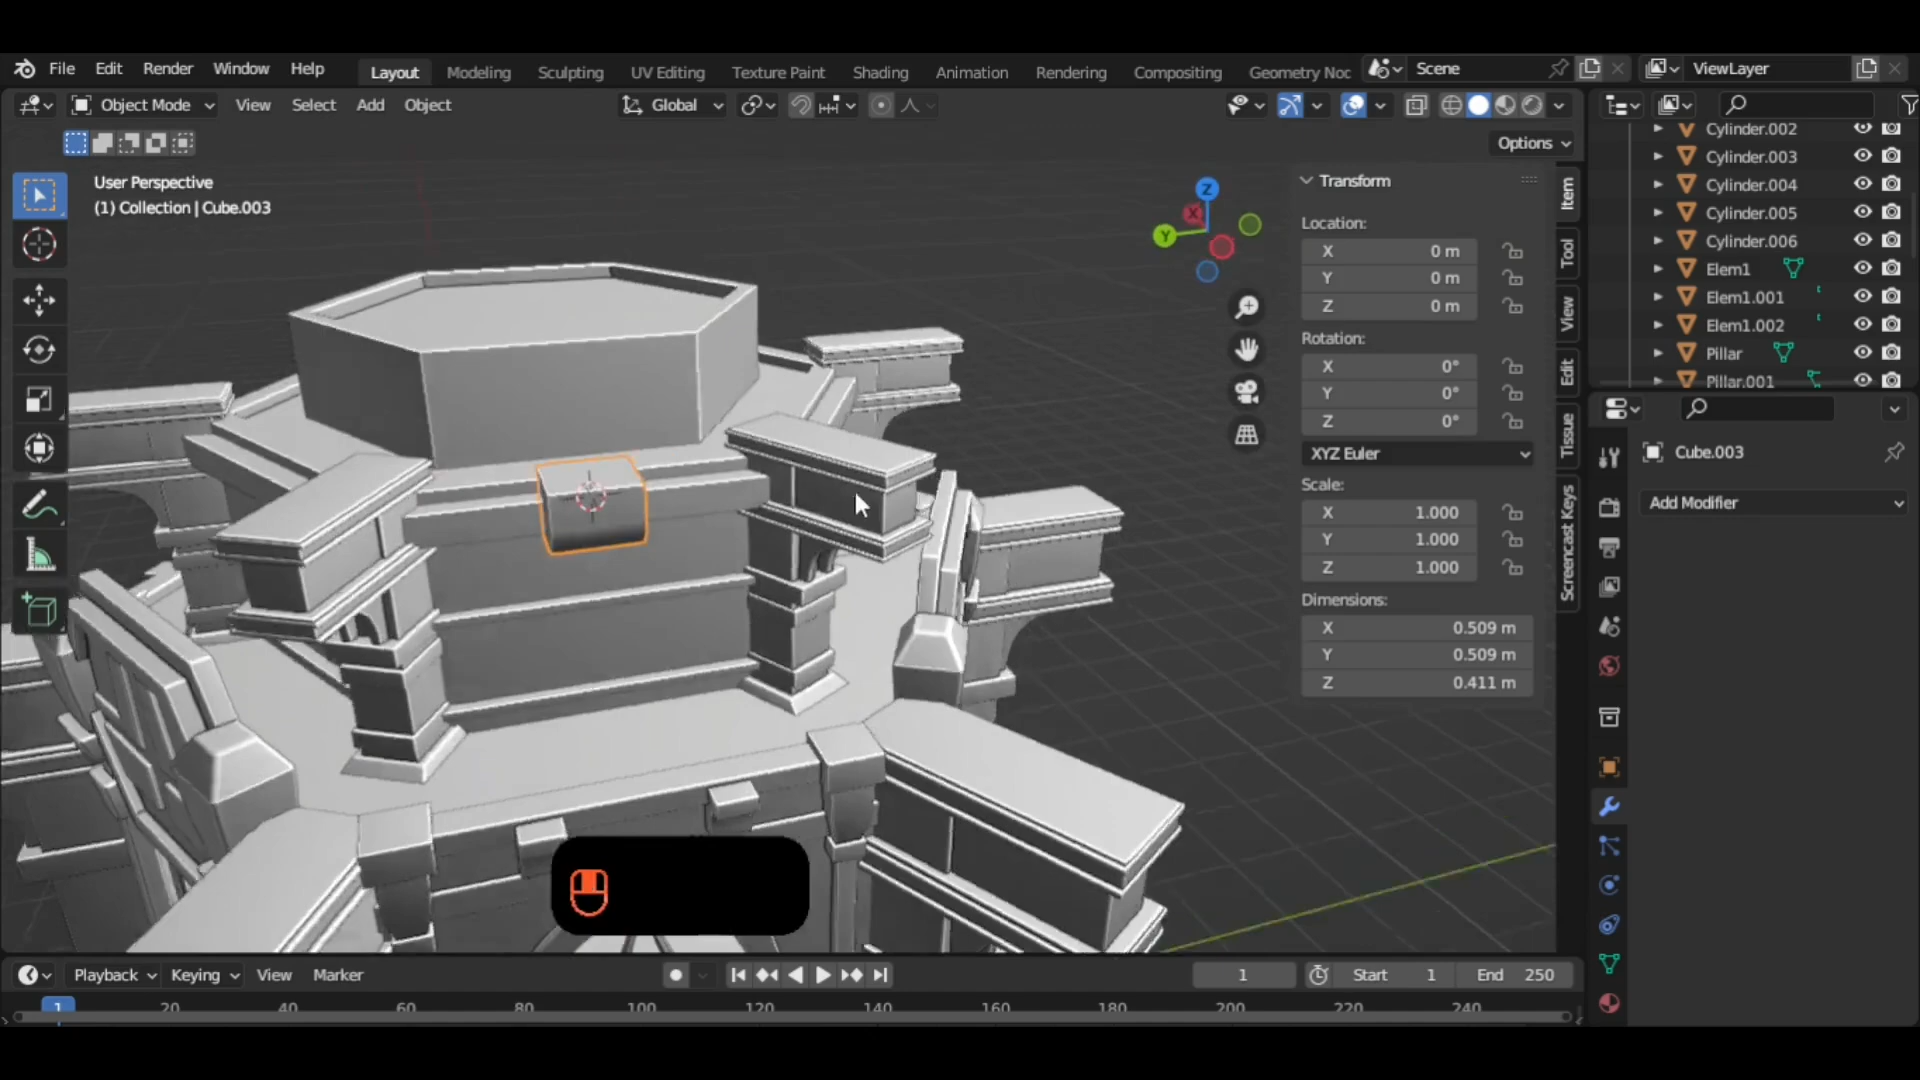 File Edit Render Window Help Layout Modeling Sculpting UV Editing Texture Paint Shading Animation Rendering Compositing Geometry Noc Scene ViewLayer
Object Mode View Select Add Object Global
Options
User Perspective
(1) Collection | Cube.003
Z
X
Y
Transform
Location:
X 0 m
Y 0 m
Z 0 m
Rotation:
X 0°
Y 0°
Z 0°
XYZ Euler
Scale:
X 1.000
Y 1.000
Z 1.000
Dimensions:
X 0.509 m
Y 0.509 m
Z 0.411 m
Item
Tool
View
Edit
Tissue
Screencast Keys
Cylinder.002
Cylinder.003
Cylinder.004
Cylinder.005
Cylinder.006
Elem1
Elem1.001
Elem1.002
Pillar
Pillar.001
Cube.003
Add Modifier
Playback Keying View Marker 1 Start 1 End 250
1 20 40 60 80 100 120 140 160 180 200 220 240